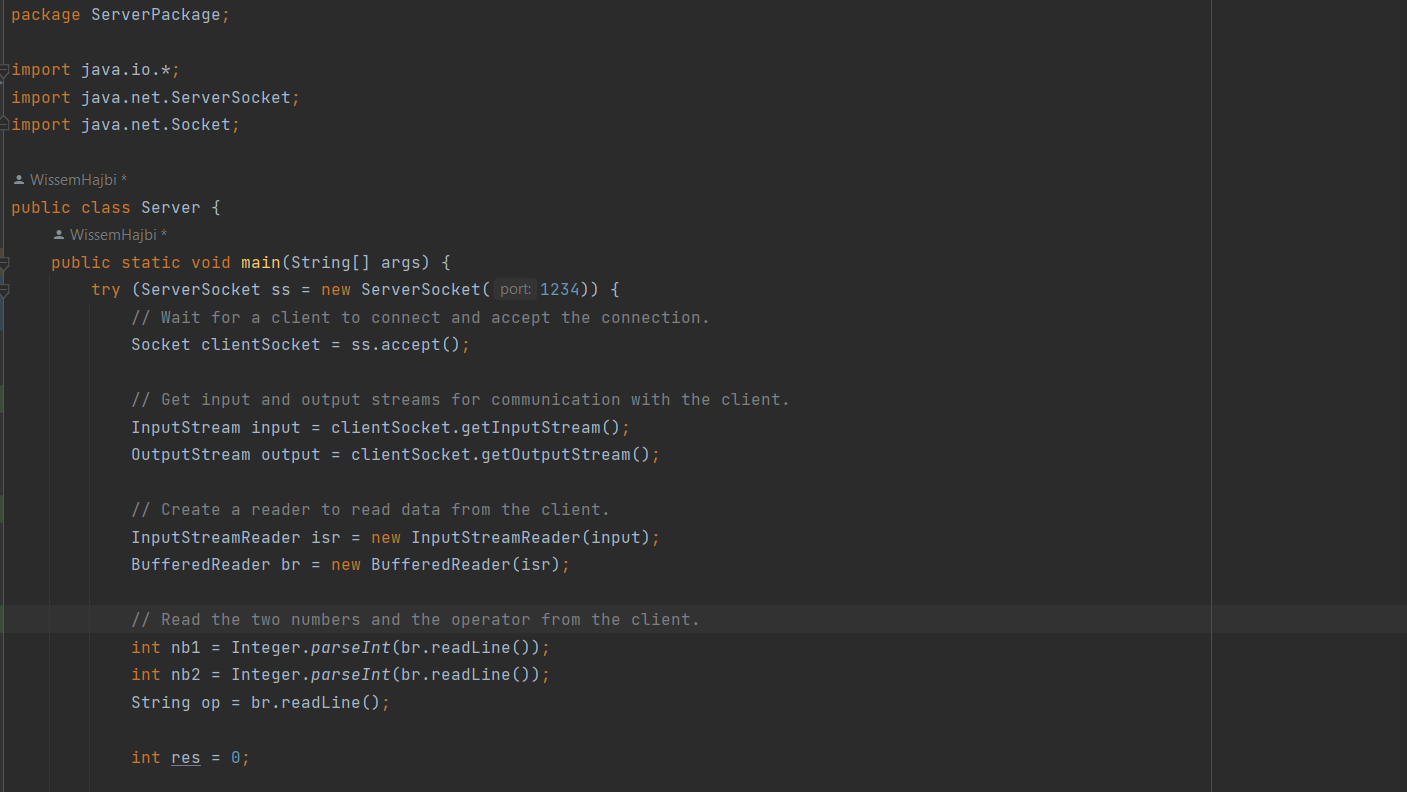 package ServerPackage;
import java.io.*;
import java.net.ServerSocket;
import java.net.Socket;
WissemHajbi *
public class Server {
WissemHajbi *
public static void main(String[] args) {
try (ServerSocket ss = new ServerSocket( port: 1234)) {
// Wait for a client to connect and accept the connection.
Socket clientSocket = ss.accept();
// Get input and output streams for communication with the client.
InputStream input = clientSocket.getInputStream();
OutputStream output = clientSocket.getOutputStream();
// Create a reader to read data from the client.
InputStreamReader isr = new InputStreamReader(input);
BufferedReader br = new BufferedReader(isr);
// Read the two numbers and the operator from the client.
int nb1 = Integer.parseInt(br.readLine());
int nb2 = Integer.parseInt(br.readLine());
String op = br.readLine();
int res = 0;